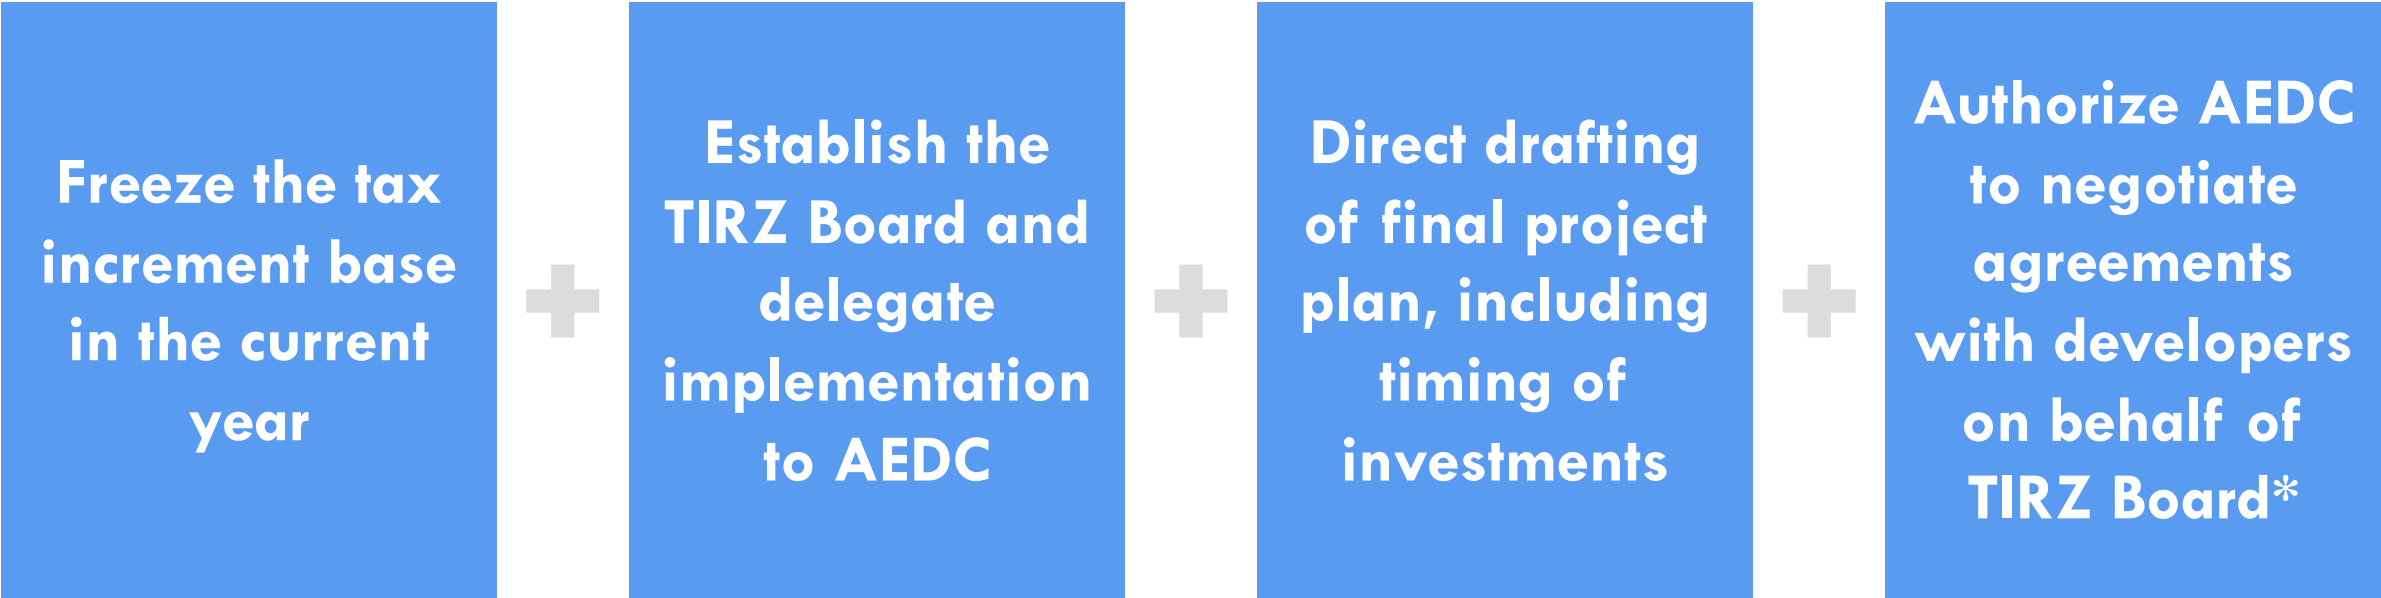 Freeze the tax
increment base
in the current
year
Establish the
TIRZ Board and
delegate
implementation
to AEDC
Direct drafting
of final project
plan, including
timing of
investments
Authorize AEDC
to negotiate
agreements
with developers
on behalf of
TIRZ Board*